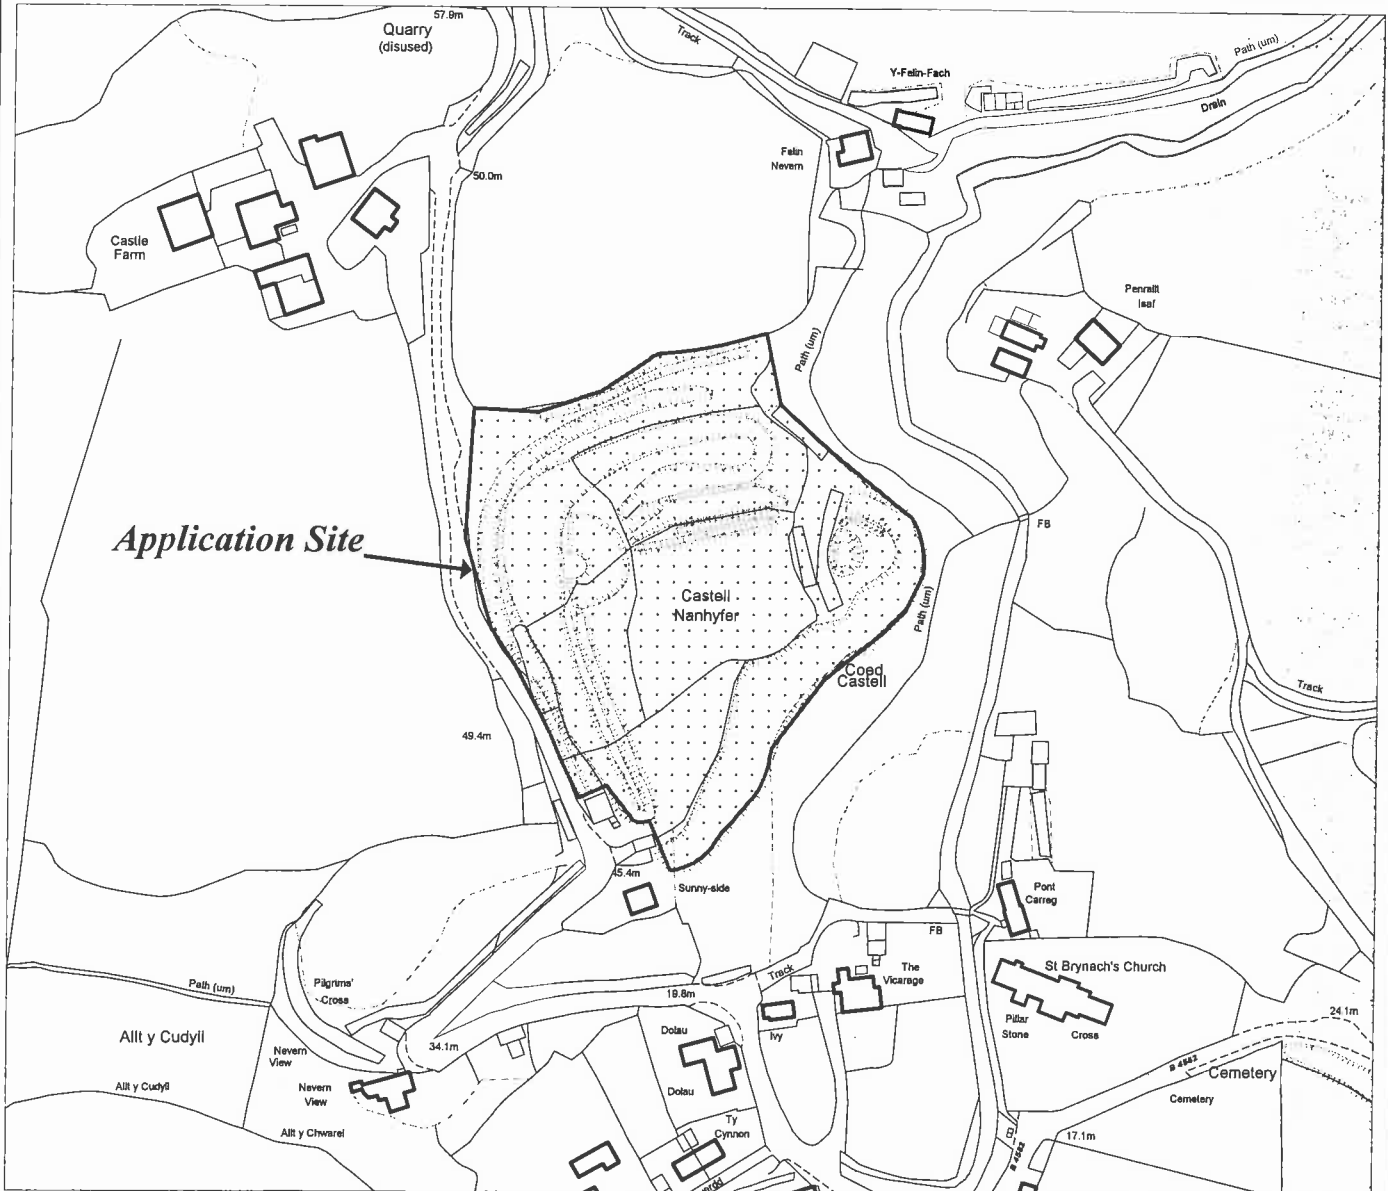 57.9m
Quarry
(disused)
Track
Y-Felin-Fach
Path (um)
Drain
Felin
Nevern
50.0m
Castle
Farm
Penrallt
Isaf
Path (um)
Application Site
FB
Castell
Nanhyfer
Path (um)
Coed
Castell
Track
49.4m
45.4m
Sunny-side
Pont
Carreg
FB
Path (um)
Pilgrims'
Cross
Track
The
Vicarage
St Brynach's Church
19.8m
Pillar
Stone
Cross
24.1m
Allt y Cudyll
34.1m
Dolau
Ivy
Nevern
View
B 4582
Cemetery
Allt y Cudyll
Nevern
View
Dolau
Cemetery
Allt y Chwarel
Ty
Cynnon
17.1m
B 4582